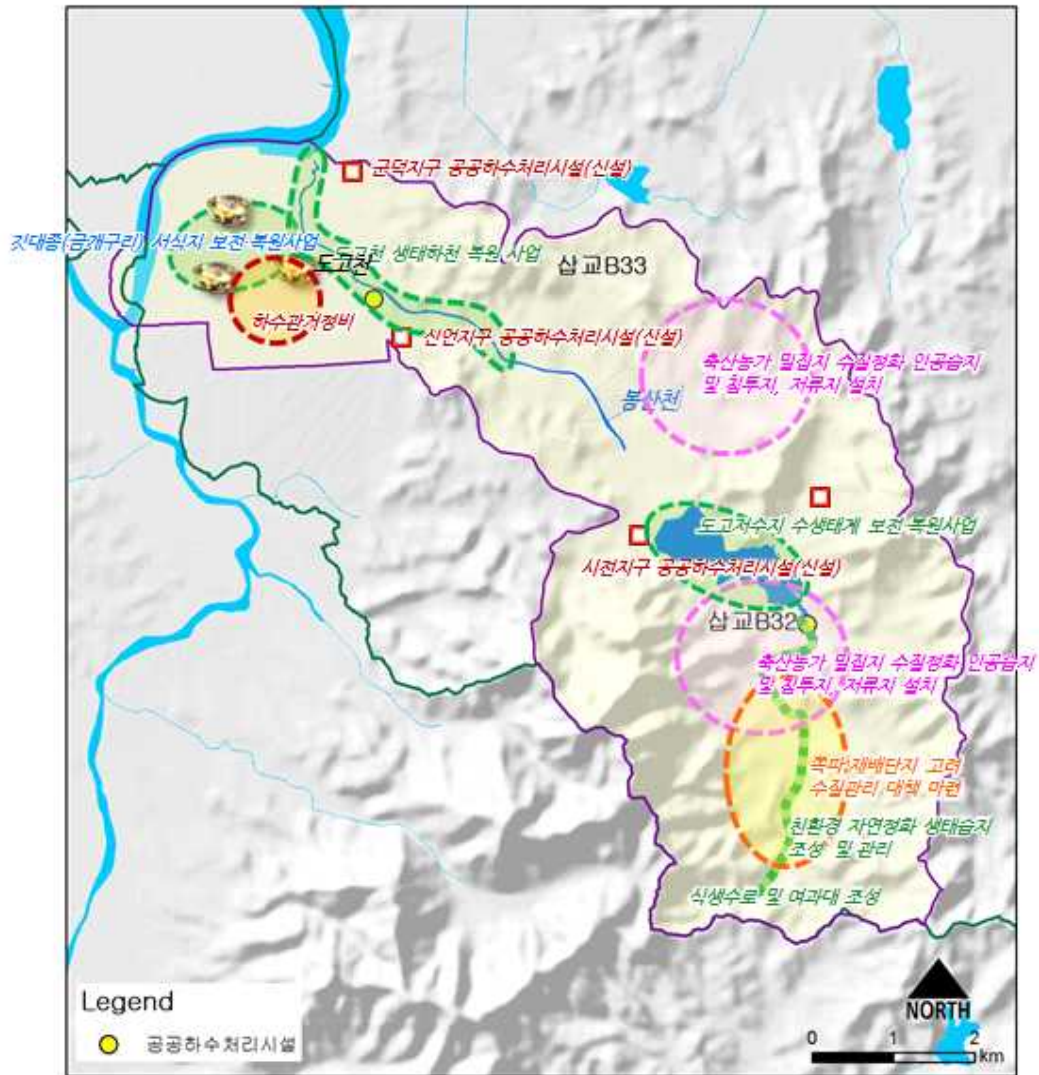 군덕지구 공공하수처리시설(신설)
깃대종(금개구리) 서식지 보전 복원사업
도고천 생태하천 복원 사업
도고천
삽교B33
하수관거정비
신언지구 공공하수처리시설(신설)
축산농가 밀집지 수질정화 인공습지
및 침투지, 저류지 설치
봉산천
도고저수지 수생태계 보전 복원사업
시전지구 공공하수처리시설(신설)
삽교B32
축산농가 밀집지 수질정화 인공습지
및 침투지, 저류지 설치
쪽파 재배단지 고려
수질관리 대책 마련
친환경 자연정화 생태습지
조성 및 관리
식생수로 및 여과대 조성
Legend
공공하수처리시설
NORTH
0 1 2
km